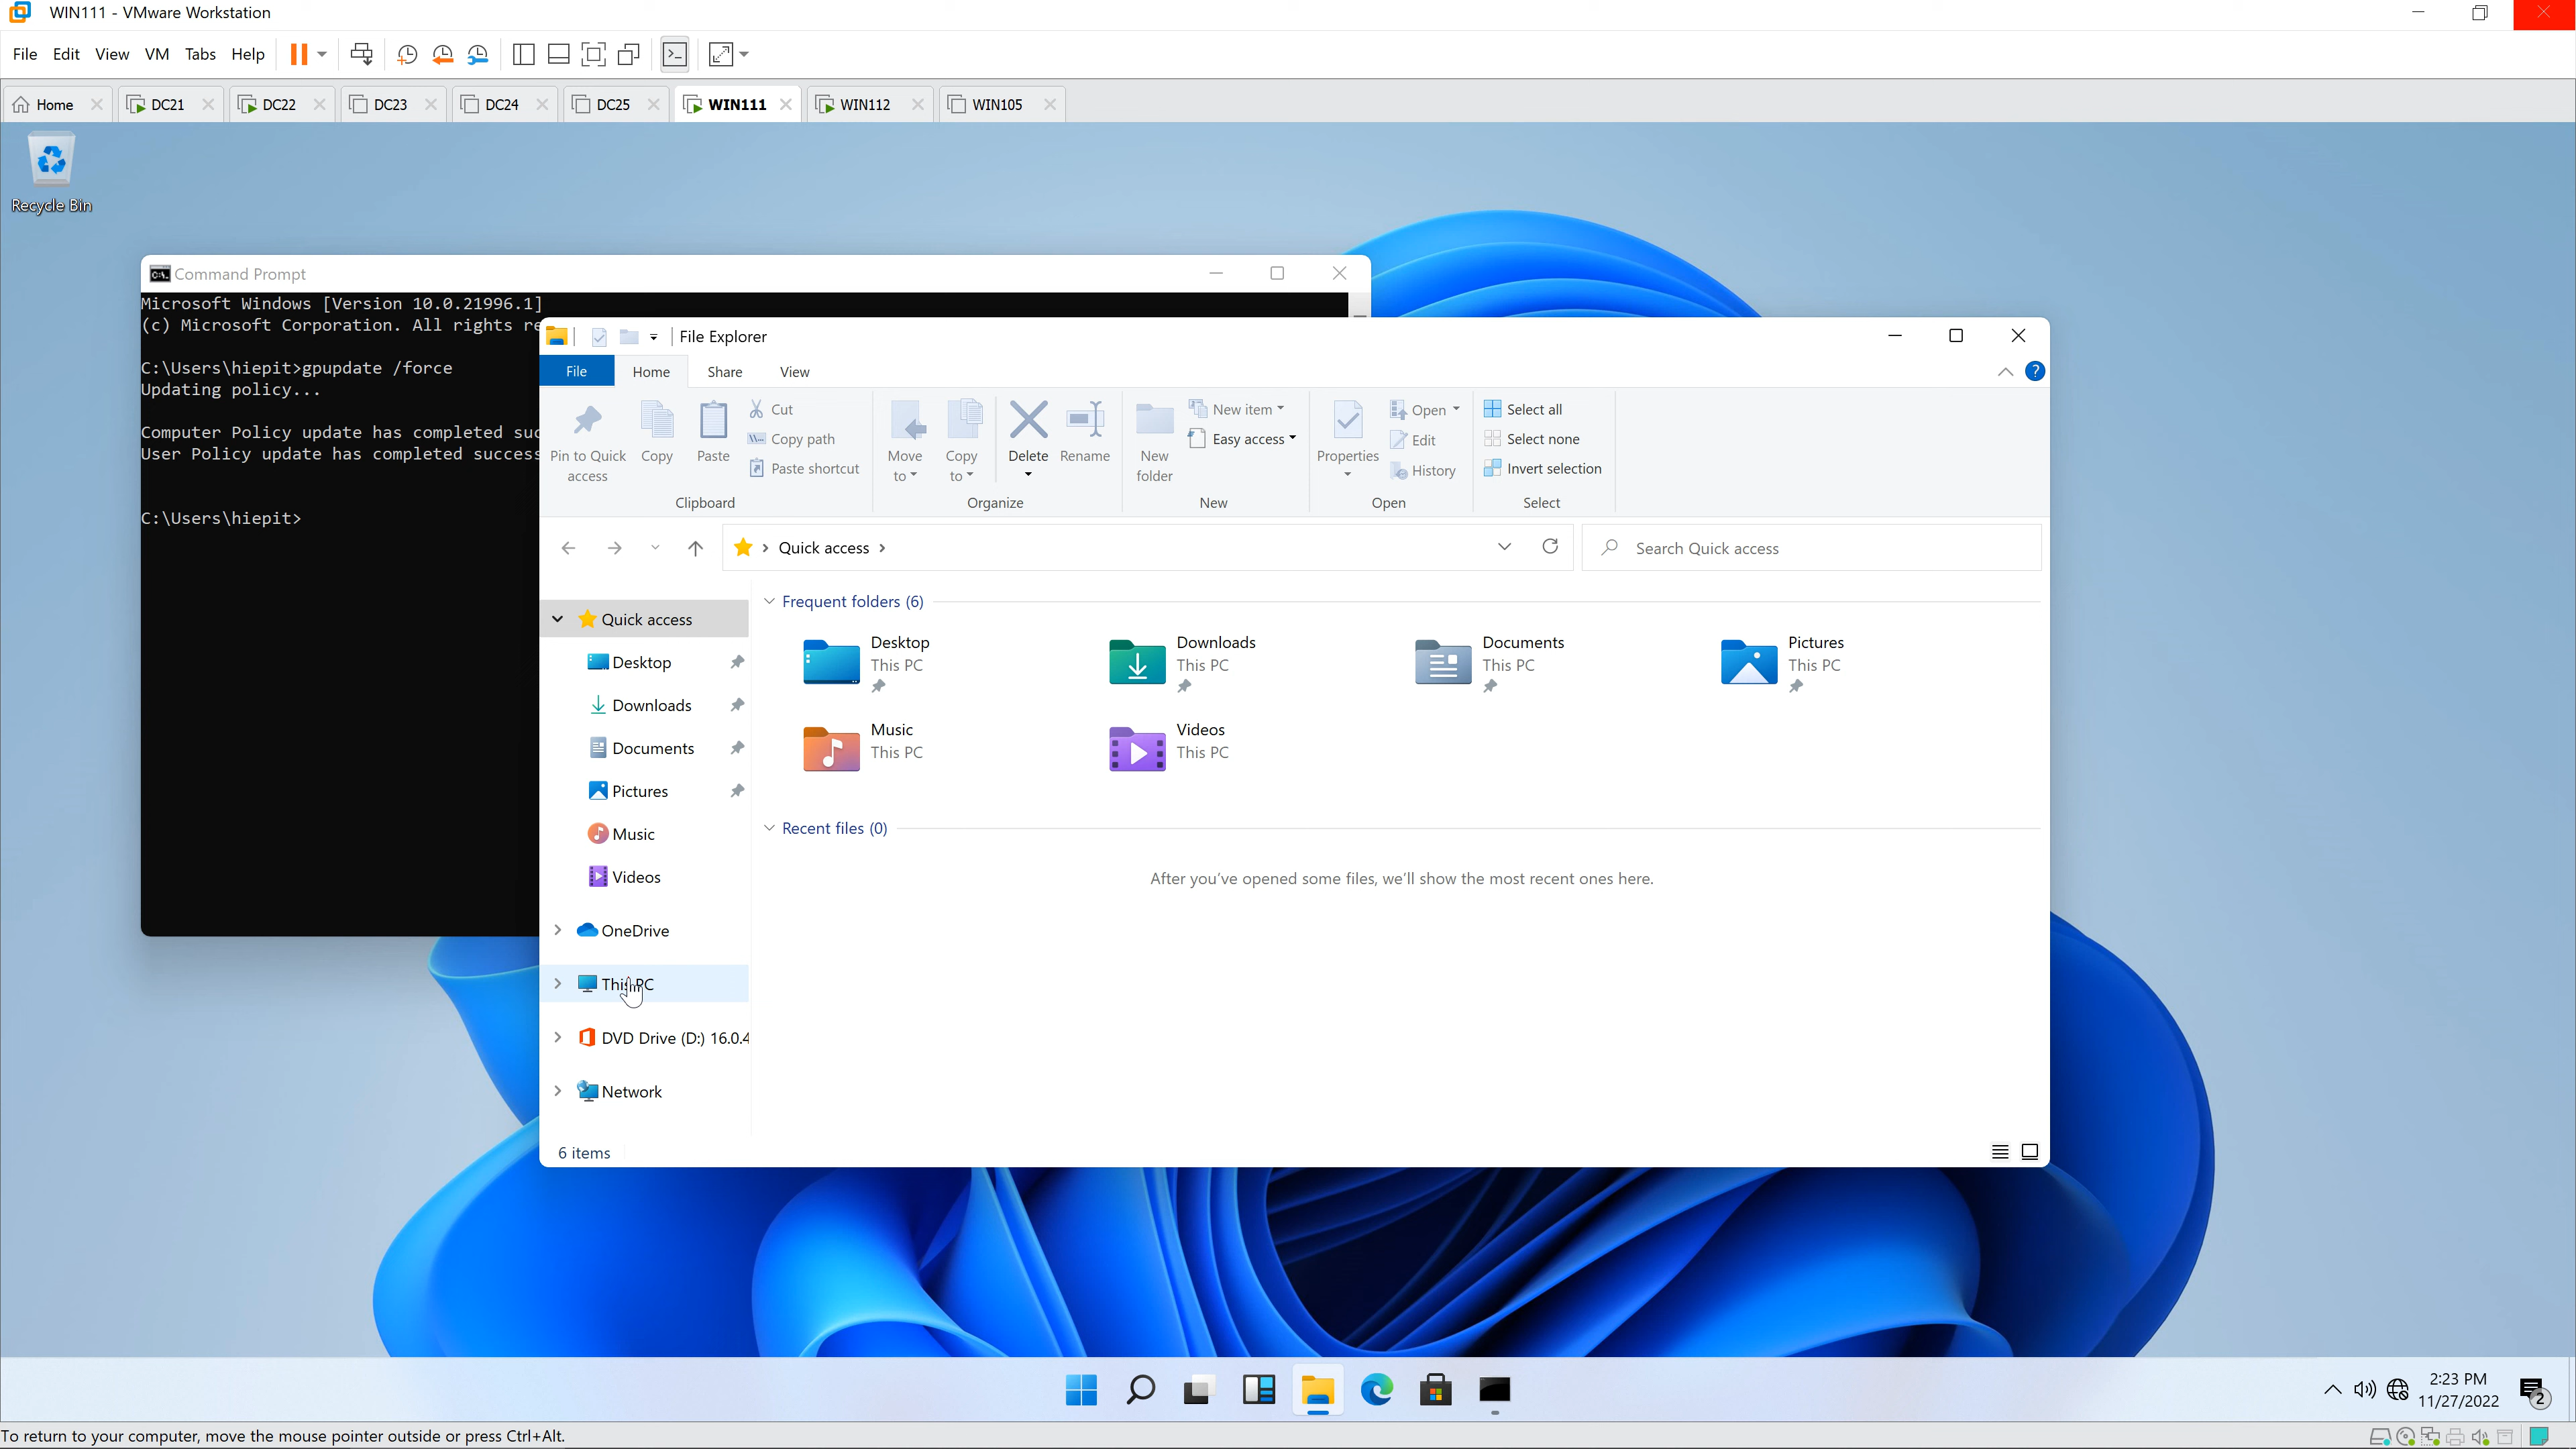 WIN111 - VMware Workstation
File Edit View VM Tabs Help
Home DC21 DC22 DC23 DC24 DC25 WIN111 WIN112 WIN105
Recycle Bin
Command Prompt
Microsoft Windows [Version 10.0.21996.1]
(c) Microsoft Corporation. All rights re
C:\Users\hiepit>gpupdate /force
Updating policy...
Computer Policy update has completed suc
User Policy update has completed success
C:\Users\hiepit>
File Explorer
File Home Share View
Pin to Quick access
Copy
Paste
Cut
Copy path
Paste shortcut
Clipboard
Move to
Copy to
Delete
Rename
Organize
New folder
New item
Easy access
New
Properties
Open
Edit
History
Open
Select all
Select none
Invert selection
Select
Quick access
Search Quick access
Quick access
Desktop
Downloads
Documents
Pictures
Music
Videos
OneDrive
This PC
DVD Drive (D:) 16.0.4
Network
Frequent folders (6)
Desktop
This PC
Downloads
This PC
Documents
This PC
Pictures
This PC
Music
This PC
Videos
This PC
Recent files (0)
After you've opened some files, we'll show the most recent ones here.
6 items
2:23 PM
11/27/2022
2
To return to your computer, move the mouse pointer outside or press Ctrl+Alt.